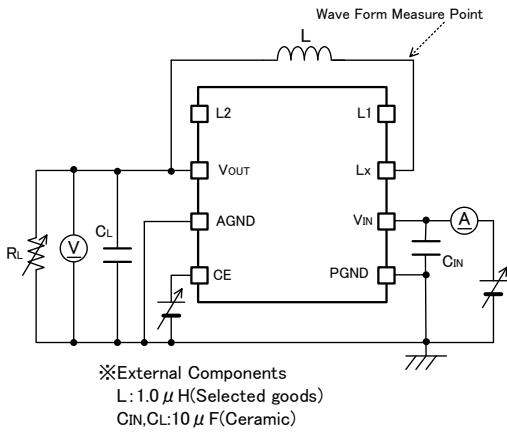 Wave Form Measure Point
L
L2
L1
VOUT
Lx
AGND
VIN
A
CL
V
RL
CE
PGND
CIN
※External Components
L:1.0μH(Selected goods)
CIN,CL:10μF(Ceramic)